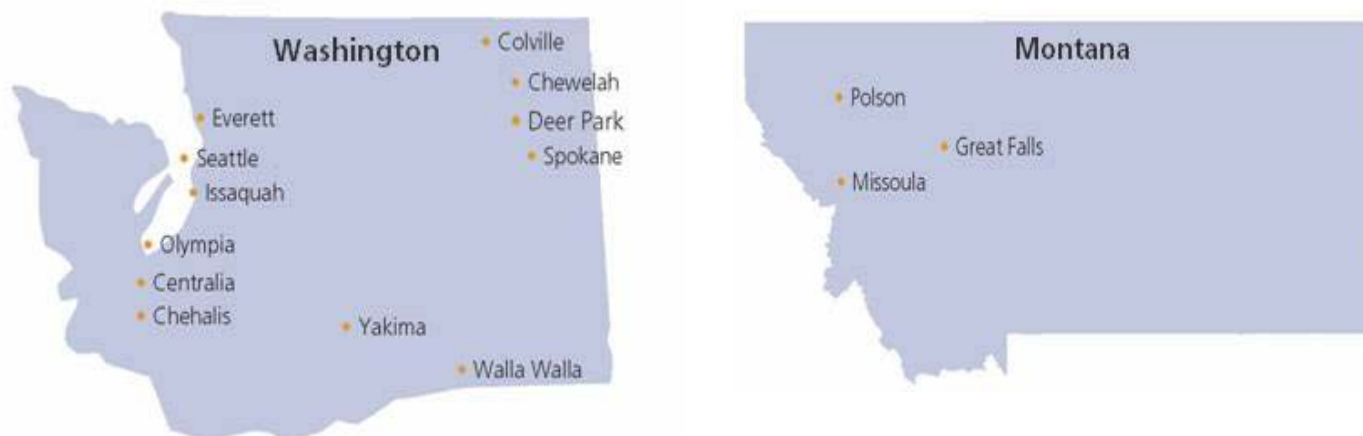 Washington
Colville
Chewelah
Everett
Deer Park
Seattle
Spokane
Issaquah
Olympia
Centralia
Chehalis
Yakima
Walla Walla
Montana
Polson
Great Falls
Missoula